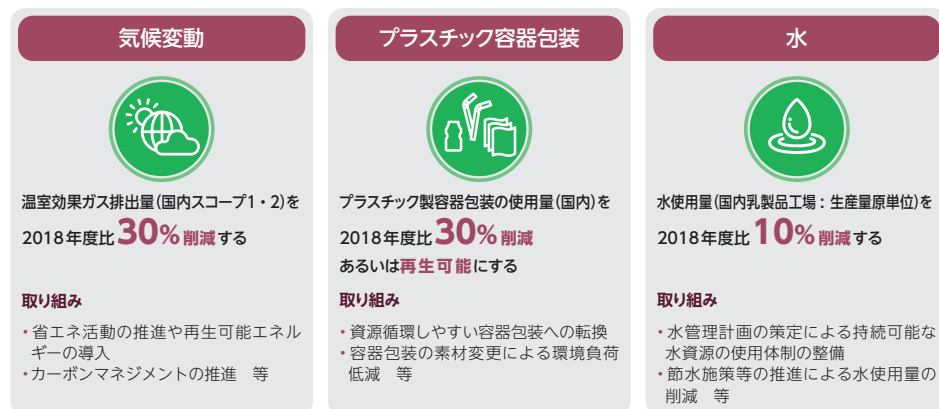 気候変動
温室効果ガス排出量(国内スコープ1・2)を
2018年度比30%削減する
取り組み
・省エネ活動の推進や再生可能エネル
ギーの導入
・カーボンマネジメントの推進　等
プラスチック容器包装
プラスチック製容器包装の使用量(国内)を
2018年度比30%削減
あるいは再生可能にする
取り組み
・資源循環しやすい容器包装への転換
・容器包装の素材変更による環境負荷
低減　等
水
水使用量(国内乳製品工場：生産量原単位)を
2018年度比10%削減する
取り組み
・水管理計画の策定による持続可能な
水資源の使用体制の整備
・節水施策等の推進による水使用量の
削減　等